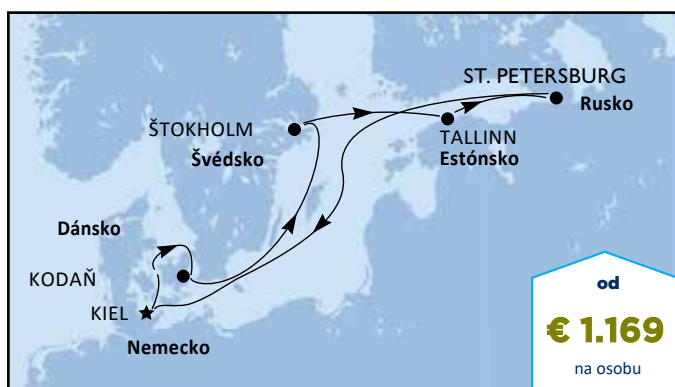 ST. PETERSBURG
Rusko
ŠTOKHOLM
Švédsko
TALLINN
Estónsko
Dánsko
KODAŇ
KIEL
Nemecko
od
€ 1.169
na osobu